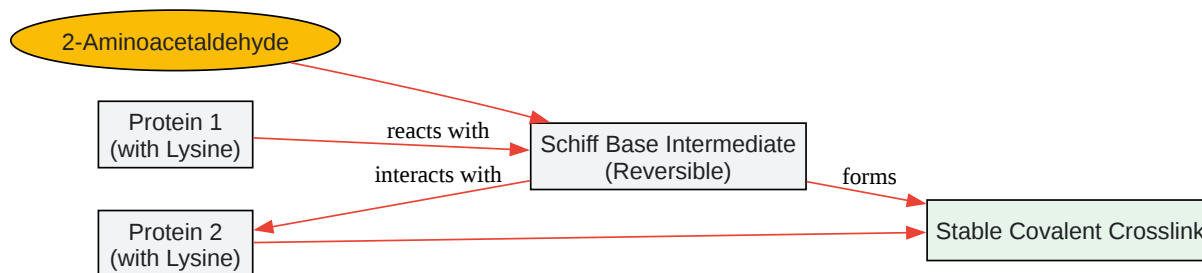 2-Aminoacetaldehyde
Protein 1
(with Lysine)
reacts with
Schiff Base Intermediate
(Reversible)
interacts with
forms
Protein 2
(with Lysine)
Stable Covalent Crosslink